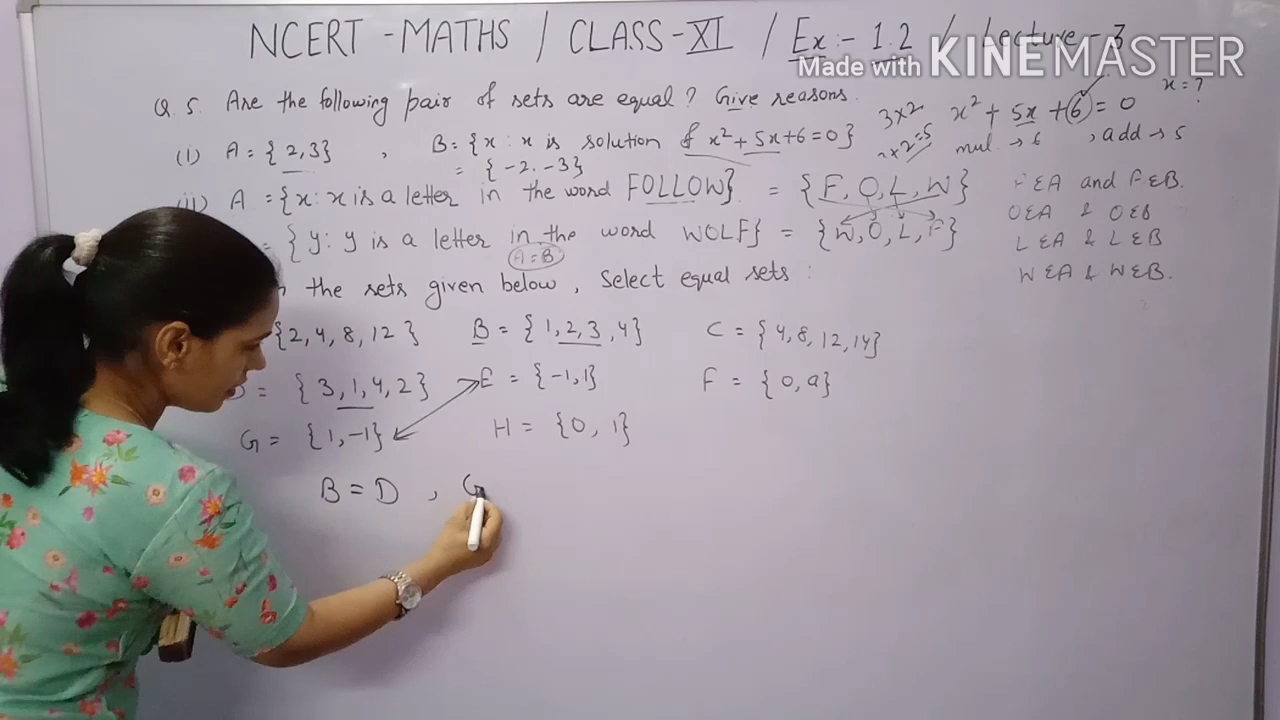 NCERT - MATHS / CLASS - XI / Ex :- 1.2 / Lecture - 3
Made with KINEMASTER
Q. 5. Are the following pair of sets are equal? Give reasons.
(i) A = { 2,3} , B = {x : x is solution of x² + 5x + 6 = 0}
= { -2. -3}
3x2 x² + 5x + 6 = 0 x = ?
mul → 6 , add → 5
(ii) A = {x : x is a letter in the word FOLLOW} = {F, O, L, W}
= { y : y is a letter in the word WOLF} = {W, O, L, F}
A = B
F ε A and F ε B.
O ε A & O ε B
L ε A & L ε B
W ε A & W ε B.
the sets given below , Select equal sets :
{2, 4, 8, 12 } B = { 1, 2, 3, 4} C = {4, 8, 12, 14}
D = { 3, 1, 4, 2} E = {-1, 1} F = {0, a}
G = {1, -1} H = {0, 1}
B = D , G